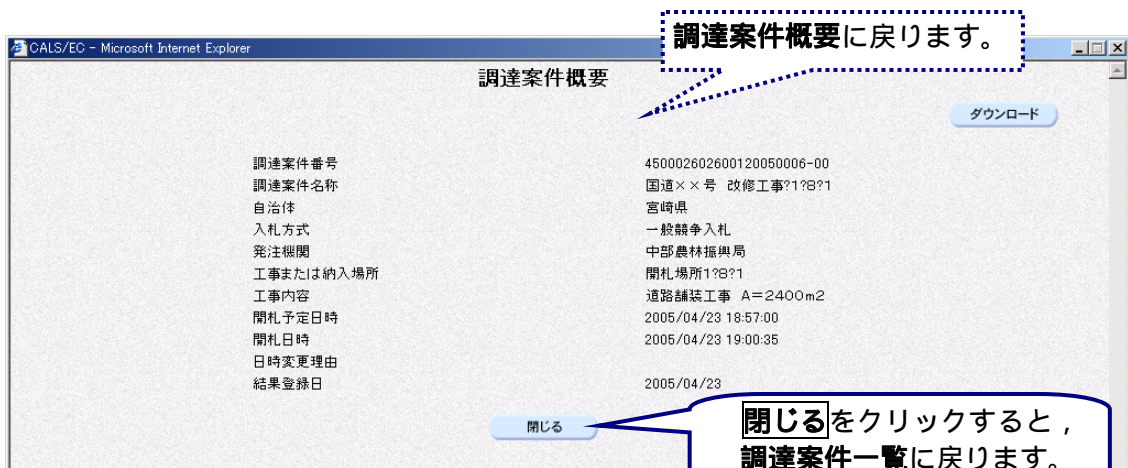 調達案件概要に戻ります。
CALS/EC - Microsoft Internet Explorer
調達案件概要
ダウンロード
調達案件番号 450002602600120050006-00
調達案件名称 国道××号 改修工事?1?8?1
自治体 宮崎県
入札方式 一般競争入札
発注機関 中部農林振興局
工事または納入場所 開札場所1?8?1
工事内容 道路舗装工事 A=2400m2
開札予定日時 2005/04/23 18:57:00
開札日時 2005/04/23 19:00:35
日時変更理由
結果登録日 2005/04/23
閉じる
閉じるをクリックすると,
調達案件一覧に戻ります。